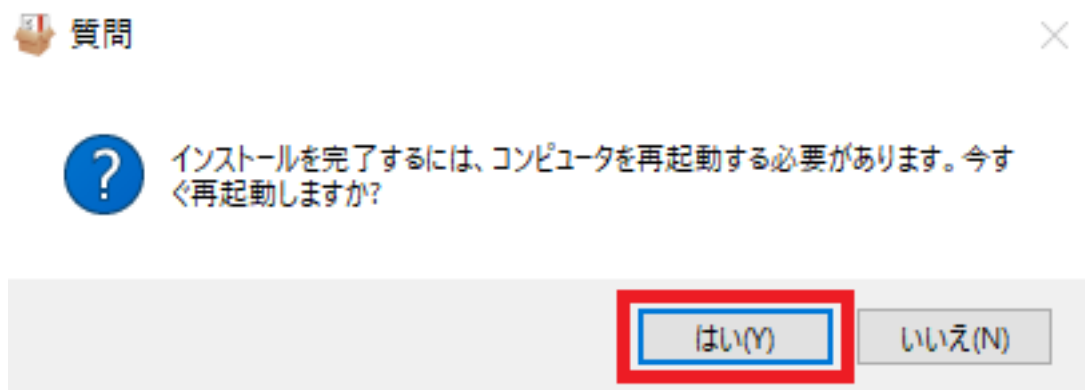 質問
インストールを完了するには、コンピュータを再起動する必要があります。今す
ぐ再起動しますか?
はい(Y)
いいえ(N)